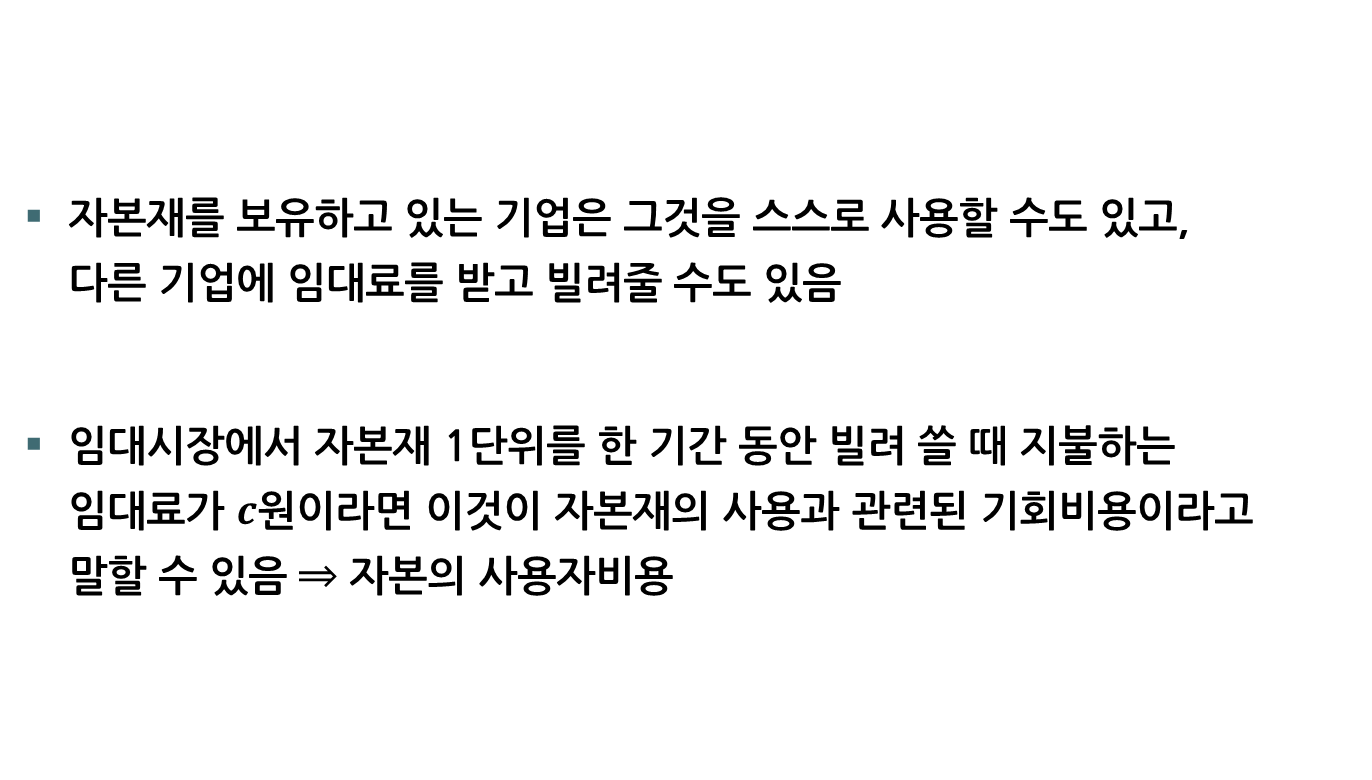 ▪ 자본재를 보유하고 있는 기업은 그것을 스스로 사용할 수도 있고,
다른 기업에 임대료를 받고 빌려줄 수도 있음
▪ 임대시장에서 자본재 1단위를 한 기간 동안 빌려 쓸 때 지불하는
임대료가 c원이라면 이것이 자본재의 사용과 관련된 기회비용이라고
말할 수 있음 ⇒ 자본의 사용자비용